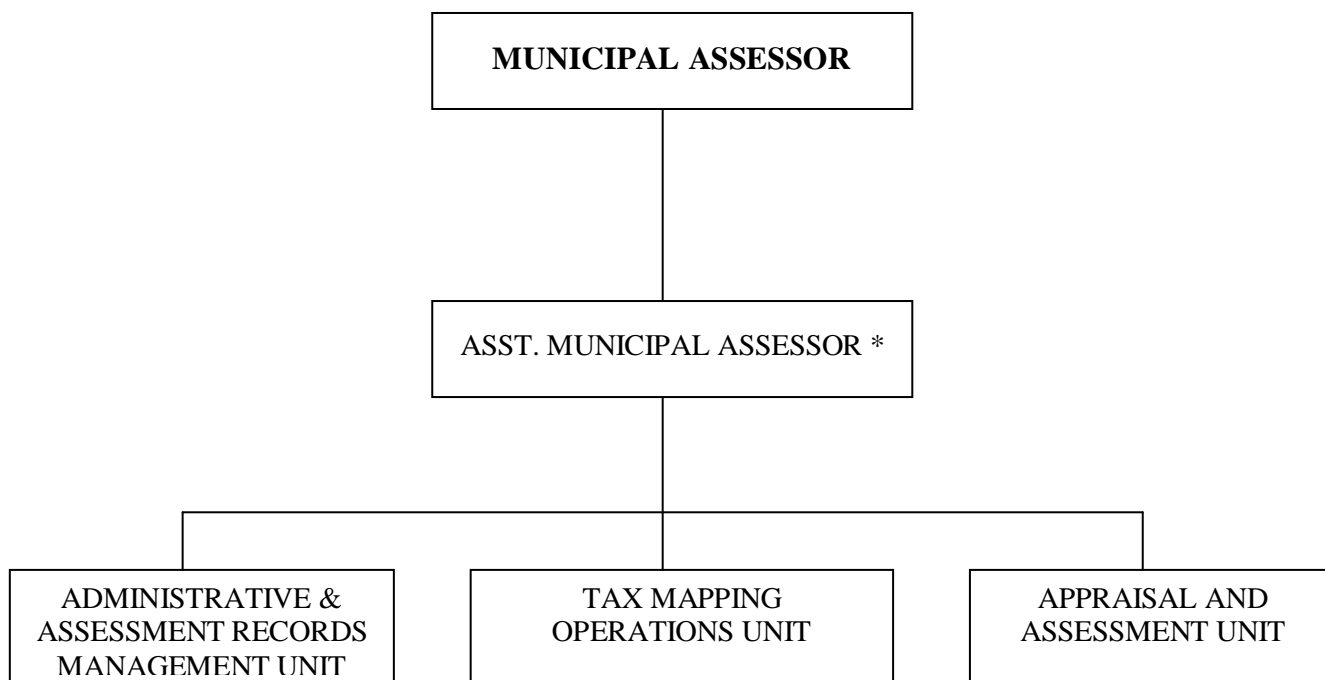 MUNICIPAL ASSESSOR
ASST. MUNICIPAL ASSESSOR *
ADMINISTRATIVE &
ASSESSMENT RECORDS
MANAGEMENT UNIT
TAX MAPPING
OPERATIONS UNIT
APPRAISAL AND
ASSESSMENT UNIT